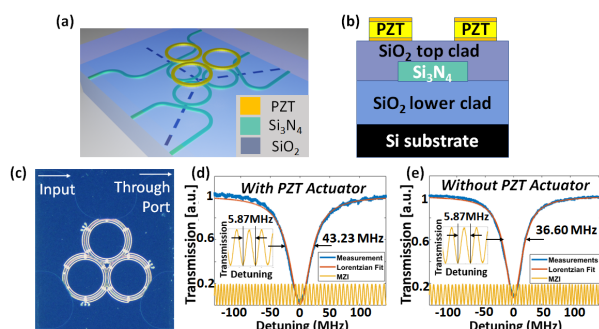 (a)
PZT
Si3N4
SiO2
(b)
PZT PZT
SiO2 top clad
Si3N4
SiO2 lower clad
Si substrate
(c)
Input
Through
Port
(d)
With PZT Actuator
Transmission [a.u.]
1
0.6
0.2
5.87MHz
Transmission
Detuning
43.23 MHz
Measurements
Lorentzian Fit
MZI
-100 -50 0 50 100
Detuning (MHz)
(e)
Without PZT Actuator
Transmission [a.u.]
1
0.6
0.2
5.87MHz
Transmission
Detuning
36.60 MHz
Measurements
Lorentzian Fit
MZI
-100 -50 0 50 100
Detuning (MHz)